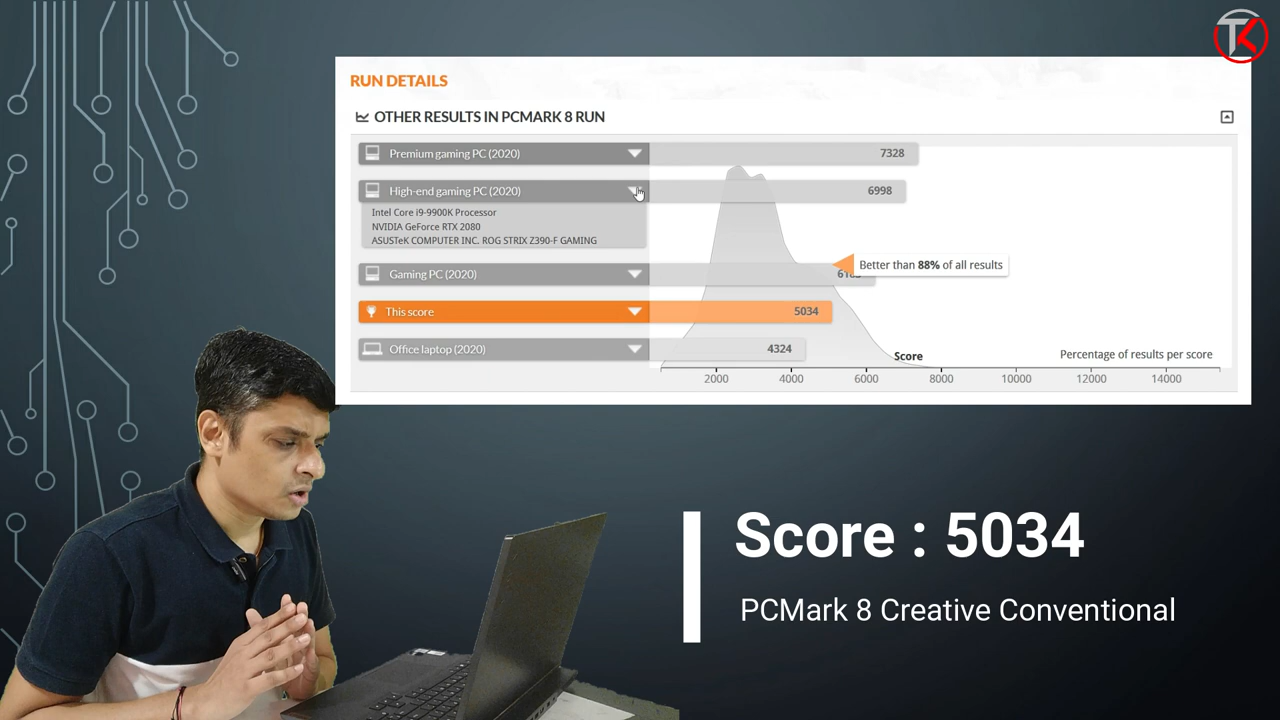 TK
RUN DETAILS
OTHER RESULTS IN PCMARK 8 RUN
Premium gaming PC (2020) 7328
High-end gaming PC (2020) 6998
Intel Core i9-9900K Processor
NVIDIA GeForce RTX 2080
ASUSTeK COMPUTER INC. ROG STRIX Z390-F GAMING
Better than 88% of all results
Gaming PC (2020)
This score 5034
Office laptop (2020) 4324
Score Percentage of results per score
2000 4000 6000 8000 10000 12000 14000
Score : 5034
PCMark 8 Creative Conventional